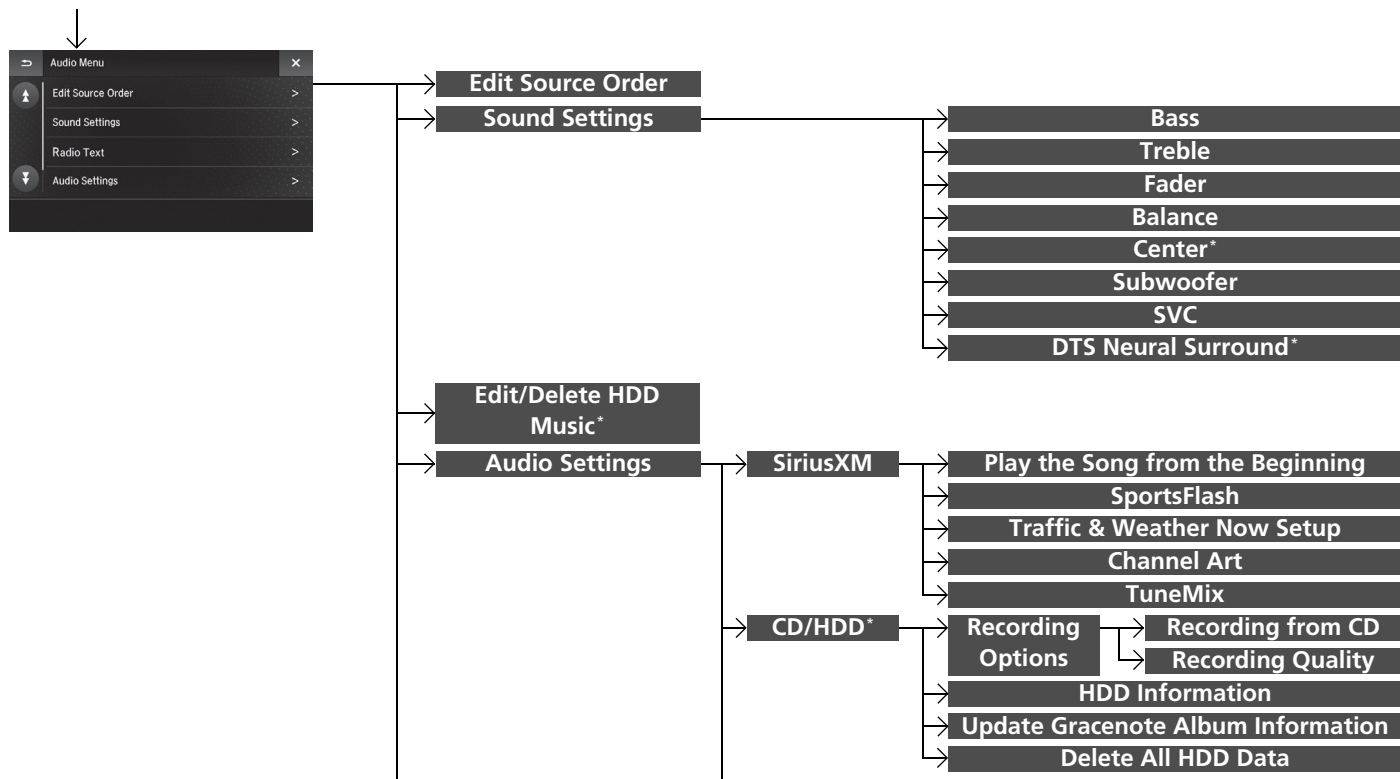 Audio Menu
Edit Source Order
Sound Settings
Radio Text
Audio Settings
Edit Source Order
Sound Settings
Bass
Treble
Fader
Balance
Center*
Subwoofer
SVC
DTS Neural Surround*
Edit/Delete HDD
Music*
Audio Settings
SiriusXM
Play the Song from the Beginning
SportsFlash
Traffic & Weather Now Setup
Channel Art
TuneMix
CD/HDD*
Recording
Options
Recording from CD
Recording Quality
HDD Information
Update Gracenote Album Information
Delete All HDD Data